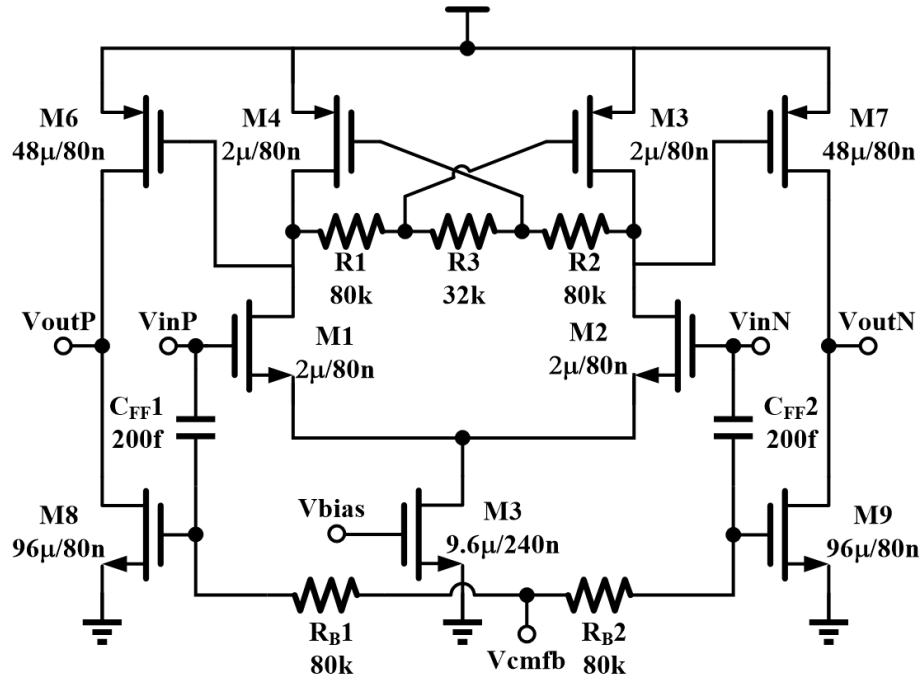 M6
48μ/80n
M4
2μ/80n
M3
2μ/80n
M7
48μ/80n
R1
80k
R3
32k
R2
80k
VoutP
VinP
M1
2μ/80n
M2
2μ/80n
VinN
VoutN
CFF1
200f
CFF2
200f
Vbias
M8
96μ/80n
M3
9.6μ/240n
M9
96μ/80n
RB1
80k
Vcmfb
RB2
80k